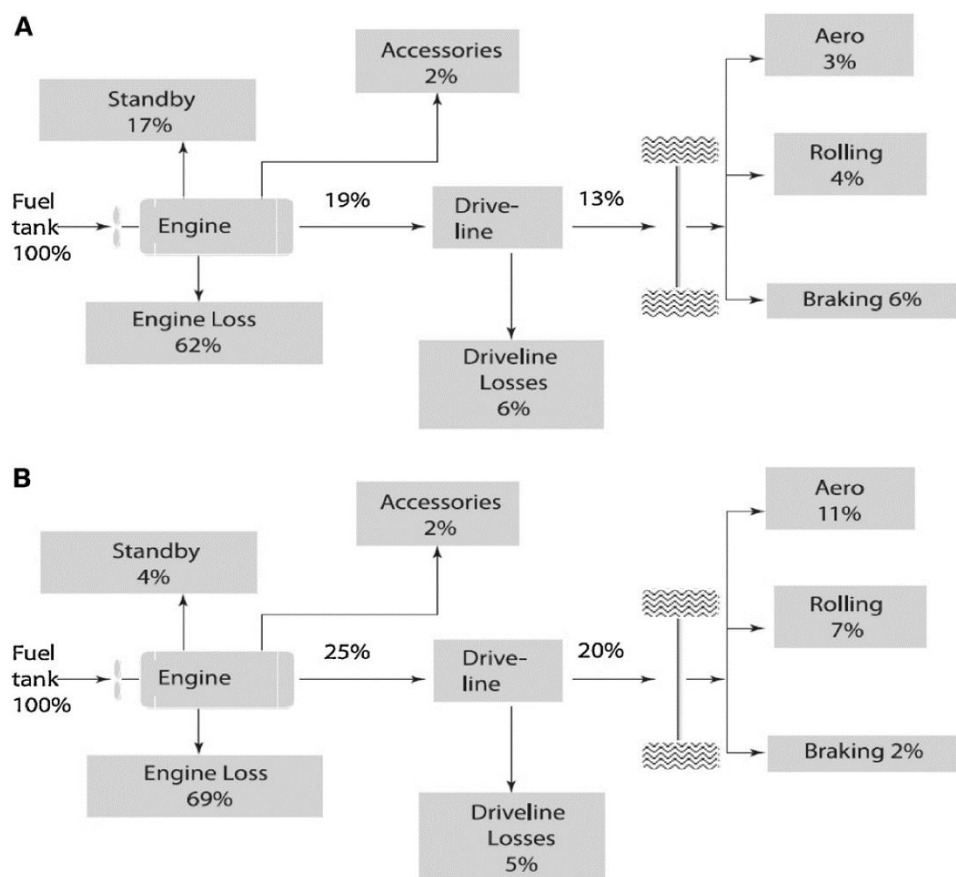 A
Accessories
2%
Aero
3%
Standby
17%
Rolling
4%
Fuel
tank
100%
Engine
19%
Drive-
line
13%
Engine Loss
62%
Braking 6%
Driveline
Losses
6%
B
Accessories
2%
Aero
11%
Standby
4%
Rolling
7%
Fuel
tank
100%
Engine
25%
Drive-
line
20%
Engine Loss
69%
Braking 2%
Driveline
Losses
5%